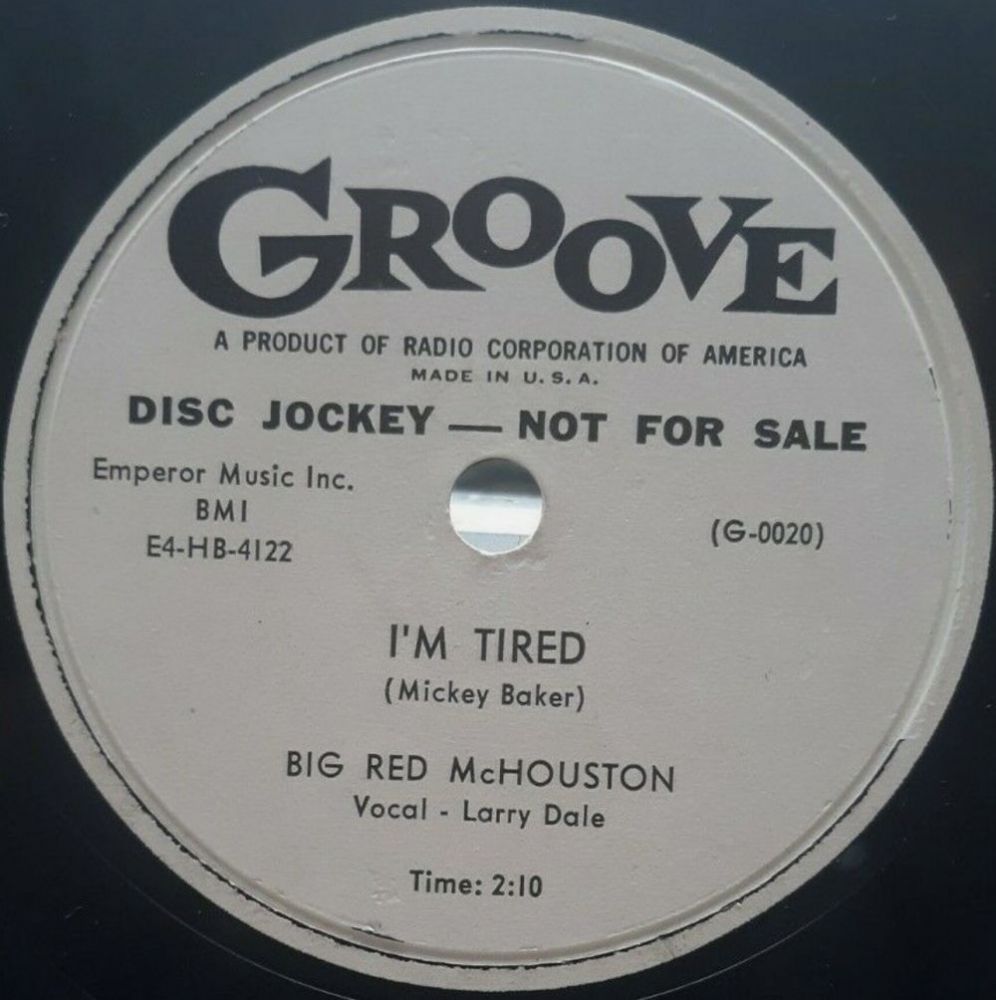 GROOVE
A PRODUCT OF RADIO CORPORATION OF AMERICA
MADE IN U.S.A.
DISC JOCKEY — NOT FOR SALE
Emperor Music Inc.
BMI
E4-HB-4122
(G-0020)
I'M TIRED
(Mickey Baker)
BIG RED McHOUSTON
Vocal - Larry Dale
Time: 2:10